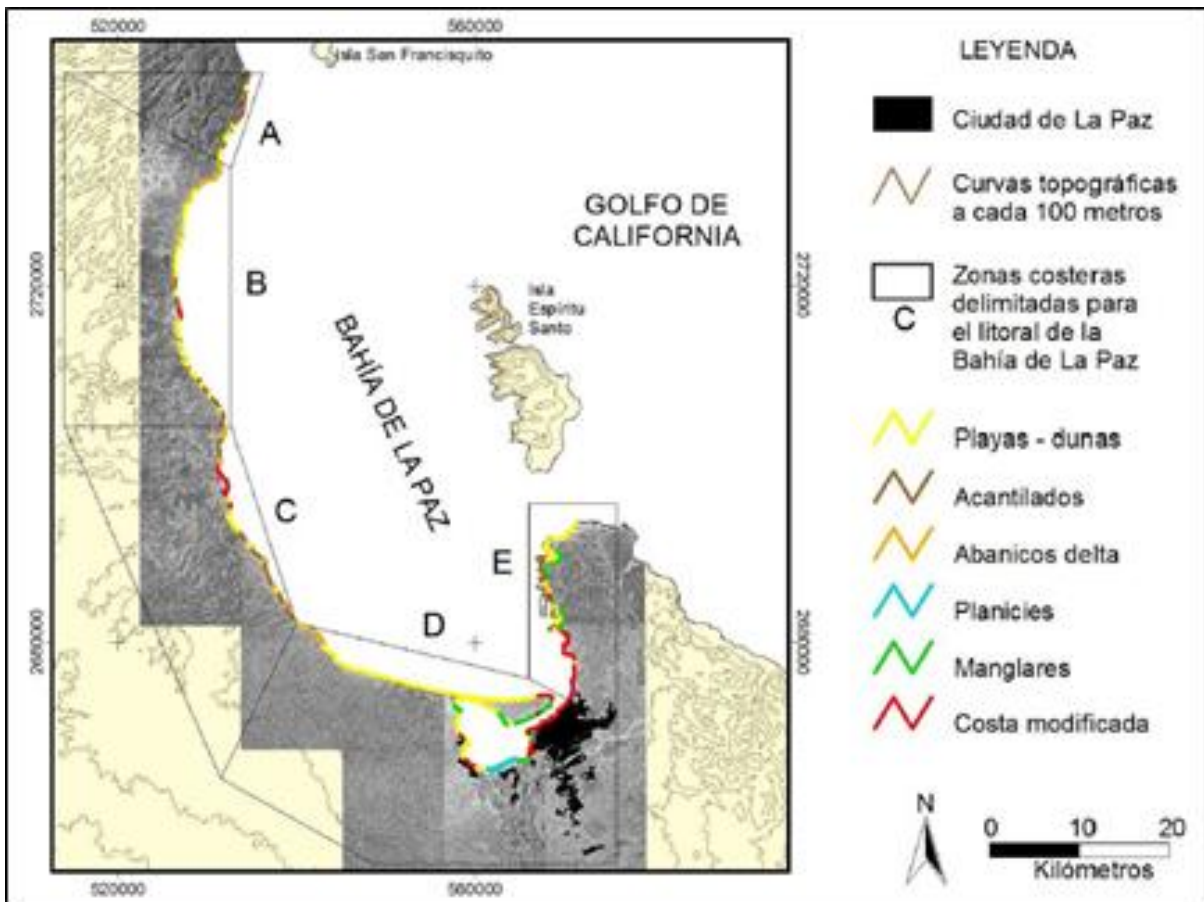 520000
560000
Isla San Francisquito
A
GOLFO DE
CALIFORNIA
B
2720000
2720000
Isla
Espíritu
Santo
BAHÍA DE LA PAZ
C
E
D
2680000
2680000
520000
560000
LEYENDA
Ciudad de La Paz
Curvas topográficas
a cada 100 metros
C
Zonas costeras
delimitadas para
el litoral de la
Bahía de La Paz
Playas - dunas
Acantilados
Abanicos delta
Planicies
Manglares
Costa modificada
N
0 10 20
Kilómetros